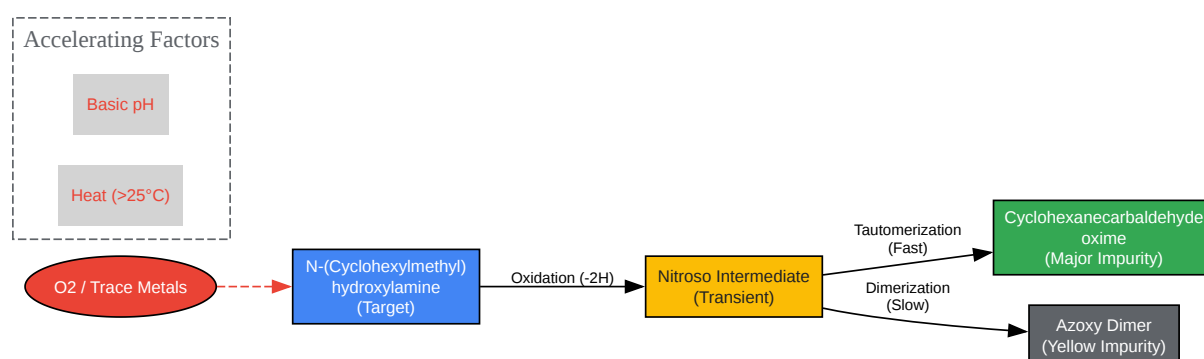 Accelerating Factors
Basic pH
Heat (>25°C)
O2 / Trace Metals
N-(Cyclohexylmethyl)
hydroxylamine
(Target)
Oxidation (-2H)
Nitroso Intermediate
(Transient)
Tautomerization
(Fast)
Dimerization
(Slow)
Cyclohexanecarbaldehyde
oxime
(Major Impurity)
Azoxy Dimer
(Yellow Impurity)